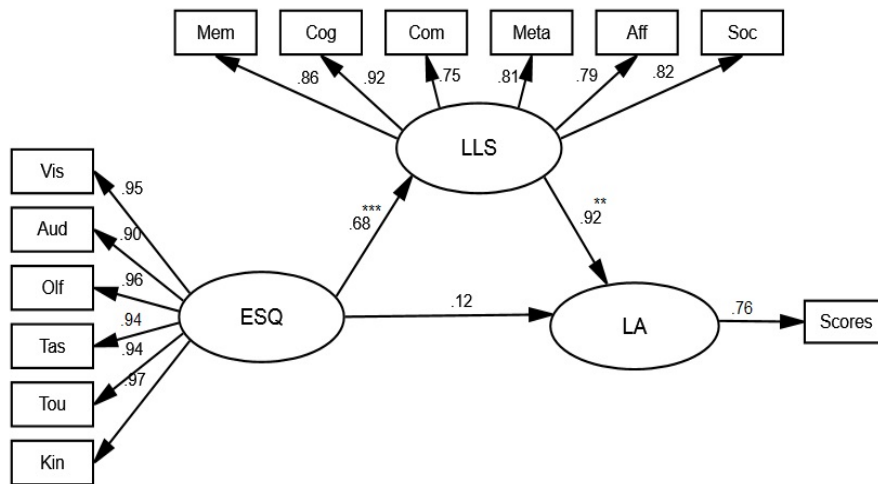 Mem Cog Com Meta Aff Soc
.86 .92 .75 .81 .79 .82
LLS
Vis
.95
Aud
.90
*** 
.68
**
.92
Olf
.96
ESQ
.12
LA
.76
Scores
Tas
.94
Tou
.94
Kin
.97